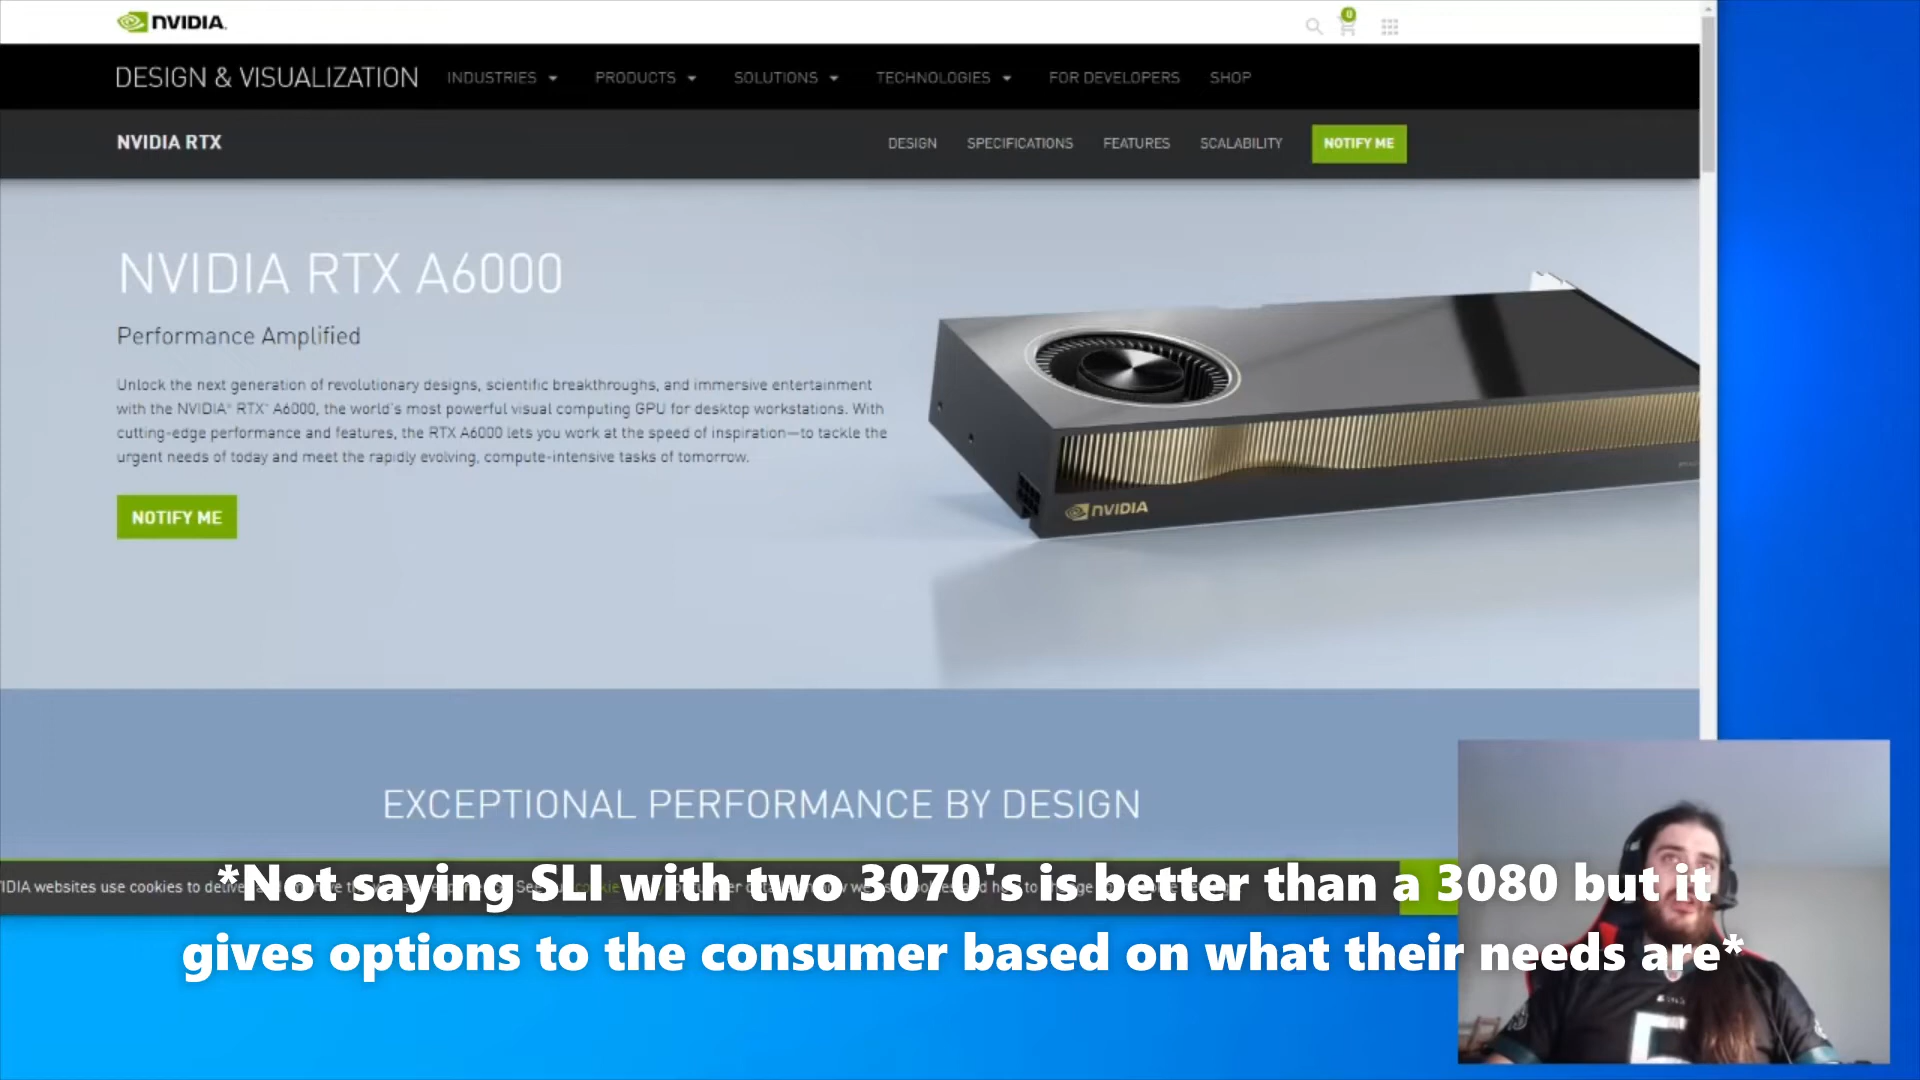 NVIDIA.
0
DESIGN & VISUALIZATION INDUSTRIES PRODUCTS SOLUTIONS TECHNOLOGIES FOR DEVELOPERS SHOP
NVIDIA RTX DESIGN SPECIFICATIONS FEATURES SCALABILITY NOTIFY ME
NVIDIA RTX A6000
Performance Amplified
Unlock the next generation of revolutionary designs, scientific breakthroughs, and immersive entertainment
with the NVIDIA® RTX™ A6000, the world's most powerful visual computing GPU for desktop workstations. With
cutting-edge performance and features, the RTX A6000 lets you work at the speed of inspiration—to tackle the
urgent needs of today and meet the rapidly evolving, compute-intensive tasks of tomorrow.
NOTIFY ME
NVIDIA
EXCEPTIONAL PERFORMANCE BY DESIGN
websites use cookies to
*Not saying SLI with two 3070's is better than a 3080 but it
gives options to the consumer based on what their needs are*
5